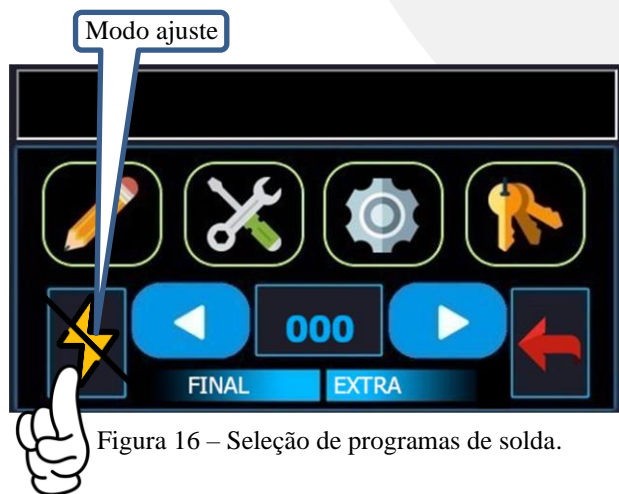 Modo ajuste
000
FINAL EXTRA
Figura 16 – Seleção de programas de solda.